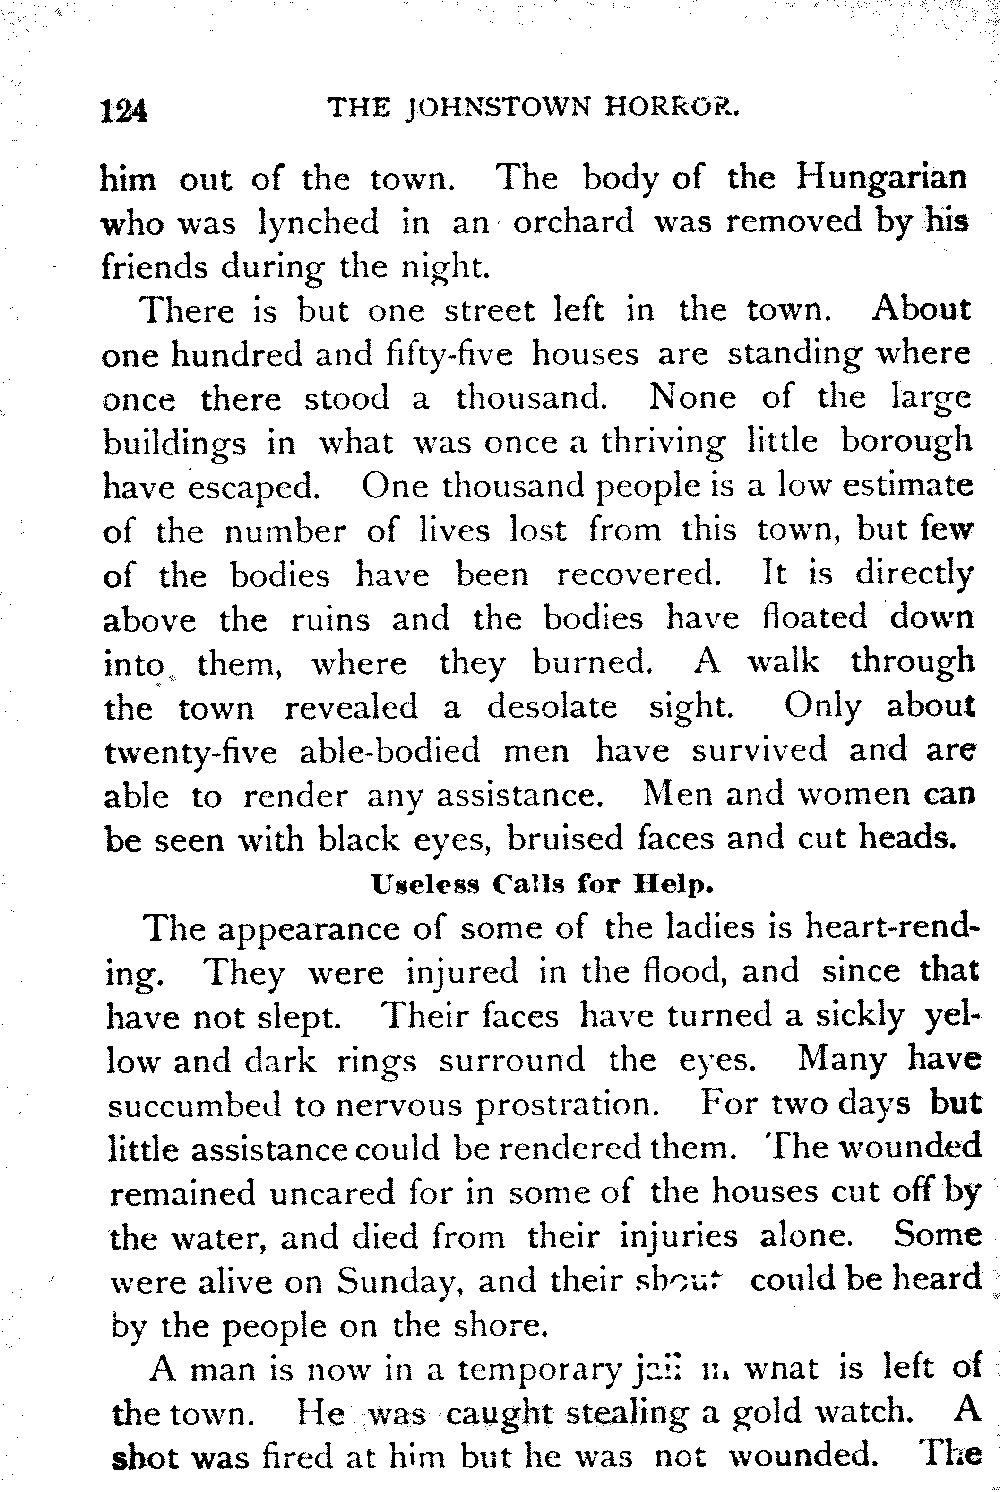 124 THE JOHNSTOWN HORROR.
him out of the town. The body of the Hungarian
who was lynched in an orchard was removed by his
friends during the night.
There is but one street left in the town. About
one hundred and fifty-five houses are standing where
once there stood a thousand. None of the large
buildings in what was once a thriving little borough
have escaped. One thousand people is a low estimate
of the number of lives lost from this town, but few
of the bodies have been recovered. It is directly
above the ruins and the bodies have floated down
into them, where they burned. A walk through
the town revealed a desolate sight. Only about
twenty-five able-bodied men have survived and are
able to render any assistance. Men and women can
be seen with black eyes, bruised faces and cut heads.
Useless Calls for Help.
The appearance of some of the ladies is heart-rend-
ing. They were injured in the flood, and since that
have not slept. Their faces have turned a sickly yel-
low and dark rings surround the eyes. Many have
succumbed to nervous prostration. For two days but
little assistance could be rendered them. The wounded
remained uncared for in some of the houses cut off by
the water, and died from their injuries alone. Some
were alive on Sunday, and their shout could be heard
by the people on the shore.
A man is now in a temporary jail in what is left of
the town. He was caught stealing a gold watch. A
shot was fired at him but he was not wounded. The